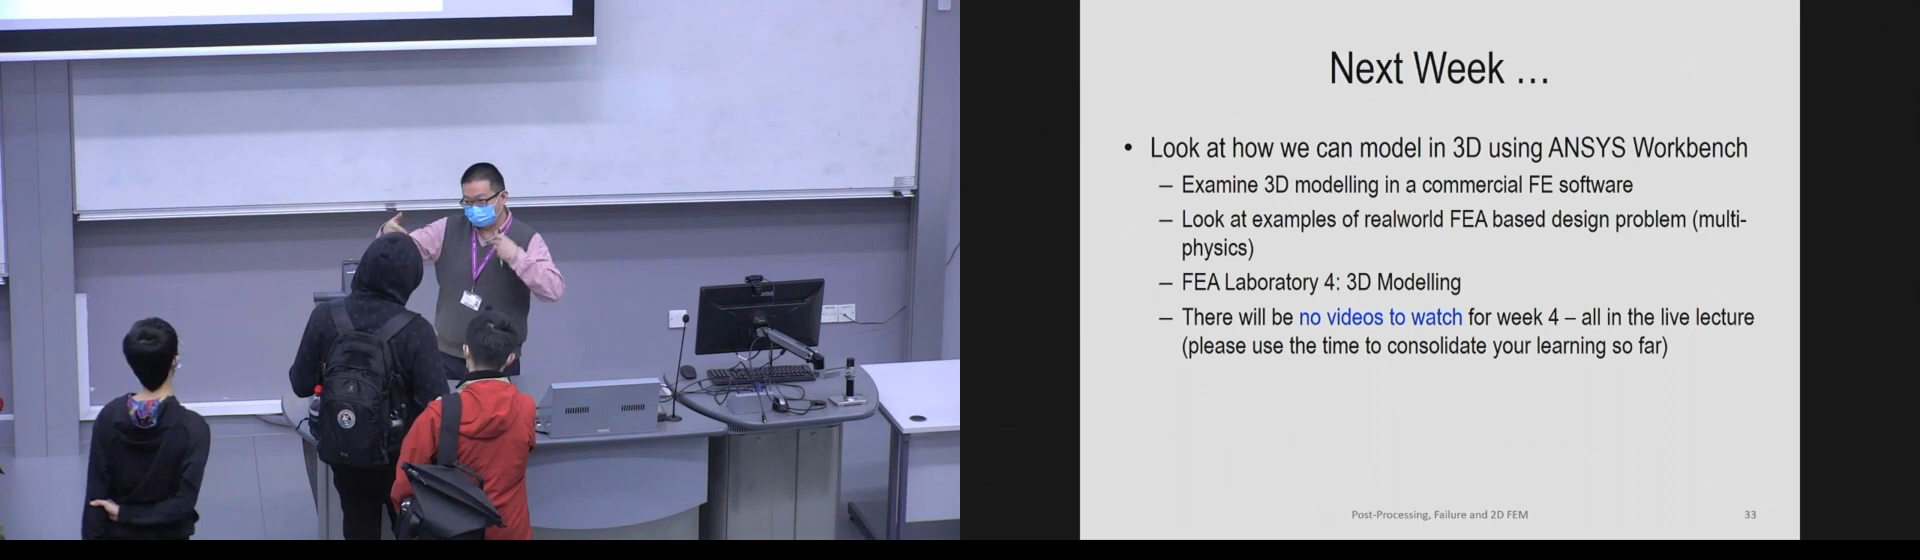 Next Week …
• Look at how we can model in 3D using ANSYS Workbench
– Examine 3D modelling in a commercial FE software
– Look at examples of realworld FEA based design problem (multi-
physics)
– FEA Laboratory 4: 3D Modelling
– There will be no videos to watch for week 4 – all in the live lecture
(please use the time to consolidate your learning so far)
Post-Processing, Failure and 2D FEM
33